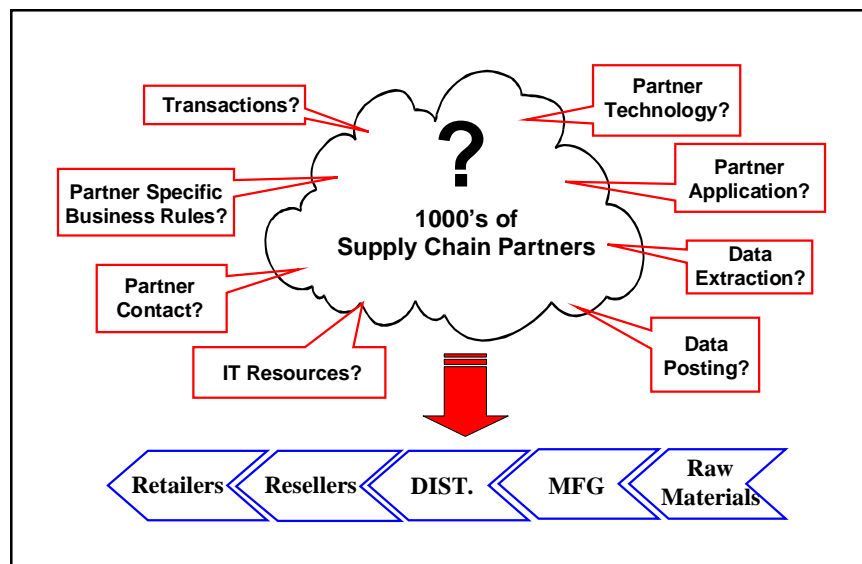 Transactions?
Partner
Technology?
Partner Specific
Business Rules?
?
Partner
Application?
1000's of
Supply Chain Partners
Data
Extraction?
Partner
Contact?
IT Resources?
Data
Posting?
Retailers
Resellers
DIST.
MFG
Raw
Materials